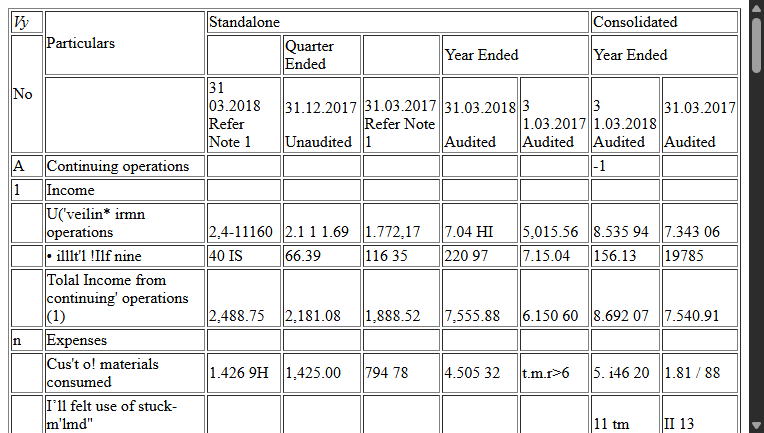 Vy Particulars Standalone Consolidated
No Quarter Ended Year Ended Year Ended
31 03.2018 Refer Note 1 31.12.2017 Unaudited 31.03.2017 Refer Note 1 31.03.2018 Audited 3 1.03.2017 Audited 3 1.03.2018 Audited 31.03.2017 Audited
A Continuing operations -1
1 Income
U('veilin* irmn operations 2,4-11160 2.1 1 1.69 1.772,17 7.04 HI 5,015.56 8.535 94 7.343 06
• illlt'l !Ilf nine 40 IS 66.39 116 35 220 97 7.15.04 156.13 19785
Tolal Income from continuing' operations (1) 2,488.75 2,181.08 1,888.52 7,555.88 6.150 60 8.692 07 7.540.91
n Expenses
Cus't o! materials consumed 1.426 9H 1,425.00 794 78 4.505 32 t.m.r>6 5. i46 20 1.81 / 88
I’ll felt use of stuck-m'lmd" 11 tm II 13